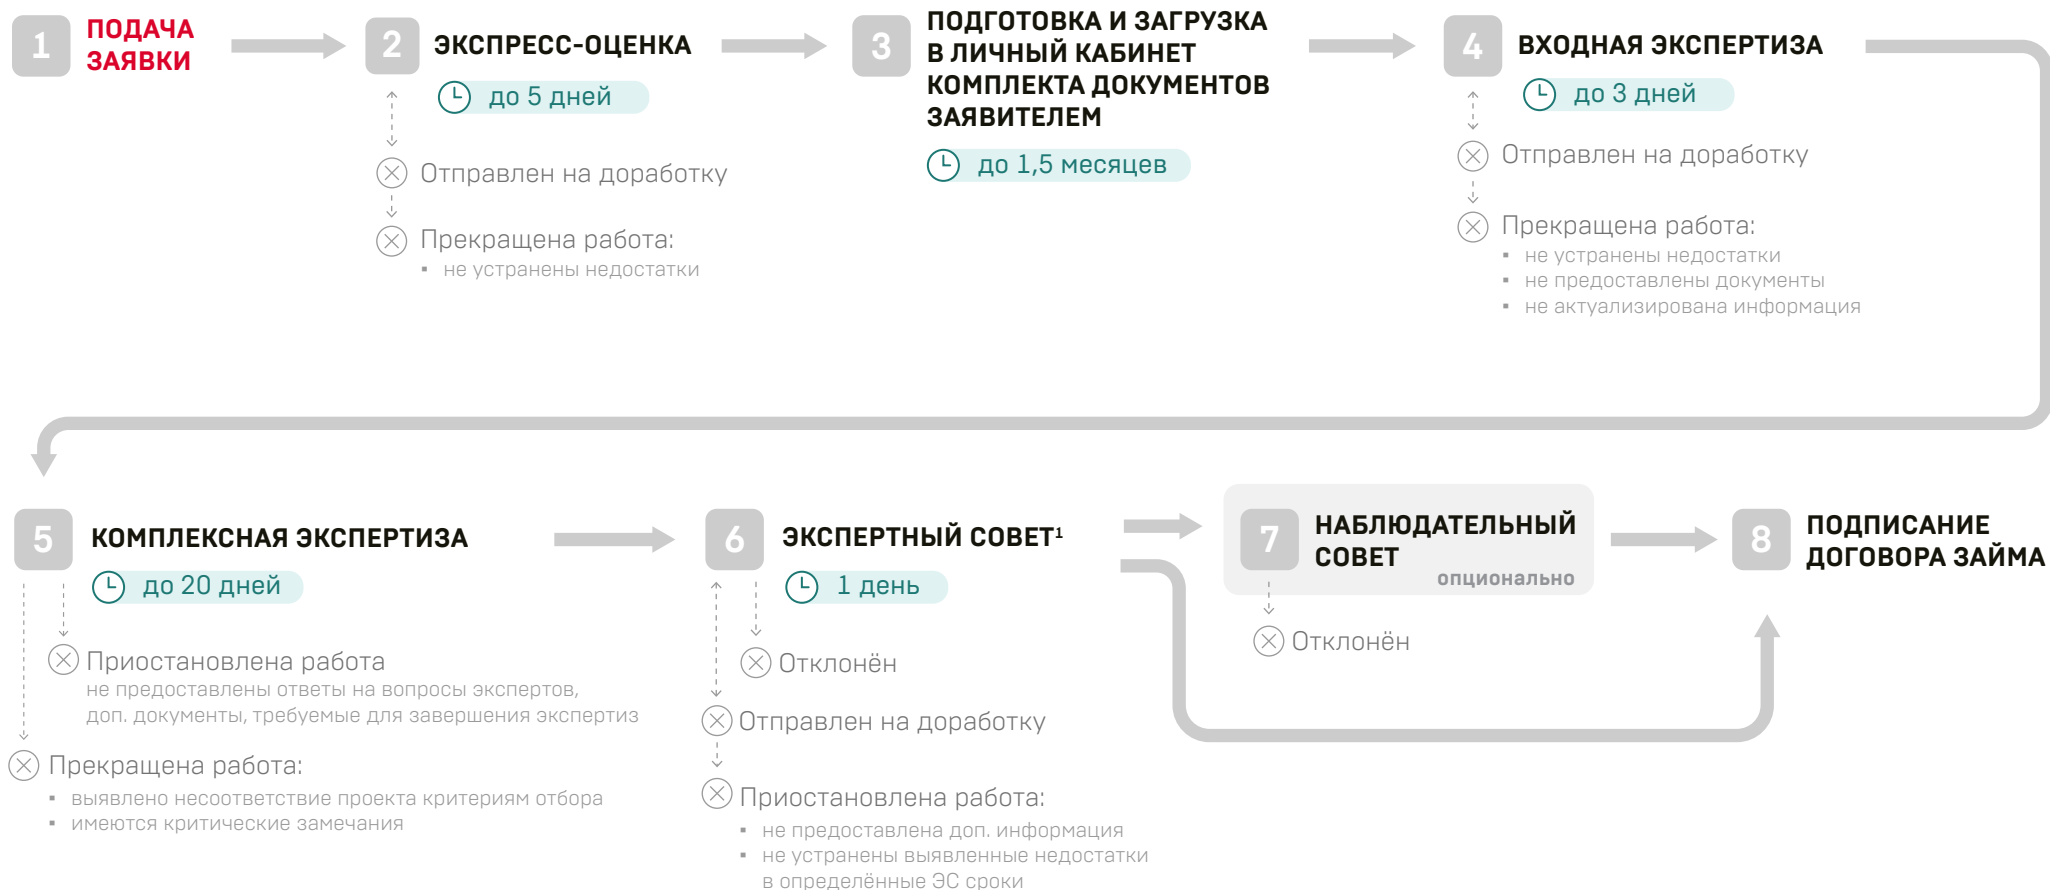 1
ПОДАЧА
ЗАЯВКИ
2
ЭКСПРЕСС-ОЦЕНКА
до 5 дней
Отправлен на доработку
Прекращена работа:
▪ не устранены недостатки
3
ПОДГОТОВКА И ЗАГРУЗКА
В ЛИЧНЫЙ КАБИНЕТ
КОМПЛЕКТА ДОКУМЕНТОВ
ЗАЯВИТЕЛЕМ
до 1,5 месяцев
4
ВХОДНАЯ ЭКСПЕРТИЗА
до 3 дней
Отправлен на доработку
Прекращена работа:
▪ не устранены недостатки
▪ не предоставлены документы
▪ не актуализирована информация
5
КОМПЛЕКСНАЯ ЭКСПЕРТИЗА
до 20 дней
Приостановлена работа
не предоставлены ответы на вопросы экспертов,
доп. документы, требуемые для завершения экспертиз
Прекращена работа:
▪ выявлено несоответствие проекта критериям отбора
▪ имеются критические замечания
6
ЭКСПЕРТНЫЙ СОВЕТ¹
1 день
Отклонён
Отправлен на доработку
Приостановлена работа:
▪ не предоставлена доп. информация
▪ не устранены выявленные недостатки
в определённые ЭС сроки
7
НАБЛЮДАТЕЛЬНЫЙ
СОВЕТ
опционально
Отклонён
8
ПОДПИСАНИЕ
ДОГОВОРА ЗАЙМА